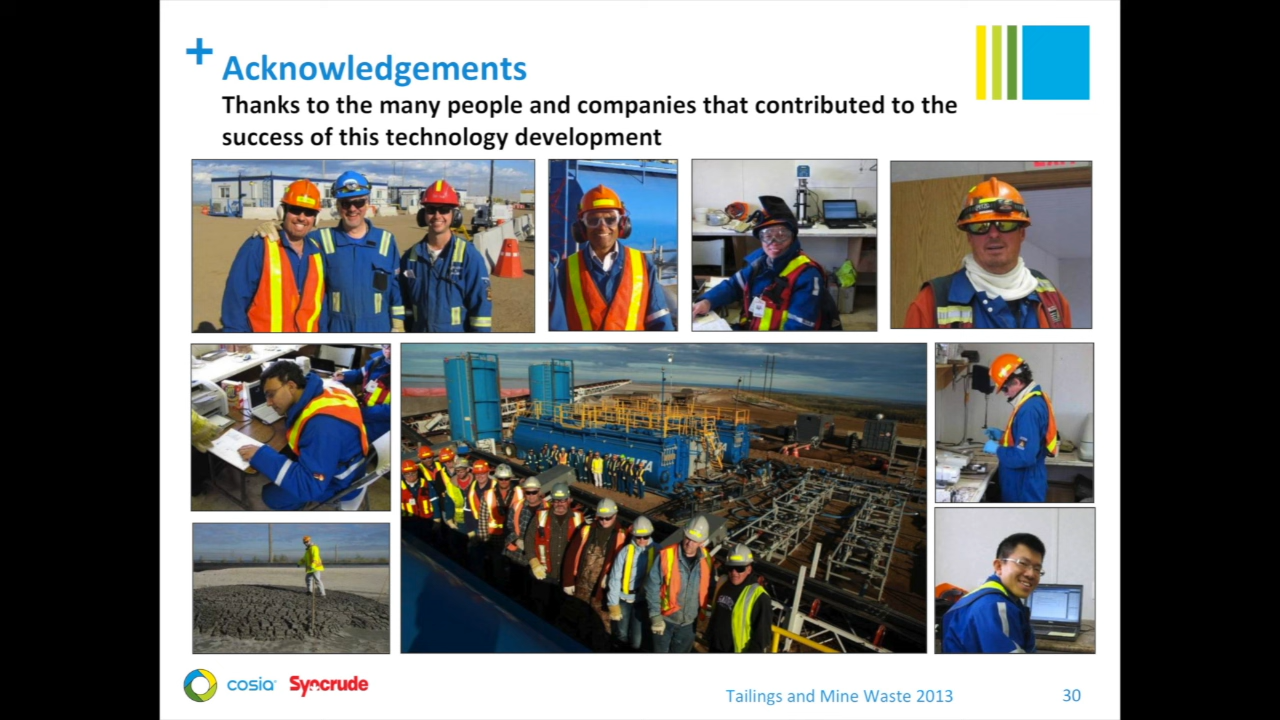 +
Acknowledgements
Thanks to the many people and companies that contributed to the
success of this technology development
cosia
Syncrude
Tailings and Mine Waste 2013
30